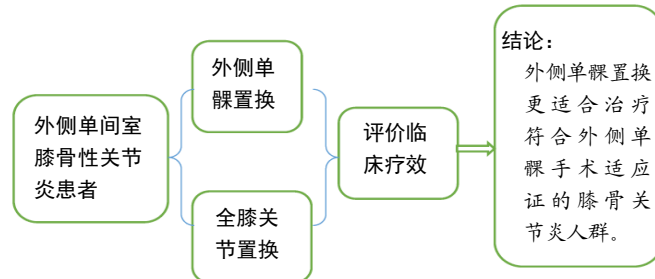 外侧单间室
膝骨性关节
炎患者
外侧单
髁置换
全膝关
节置换
评价临
床疗效
结论：
外侧单髁置换
更适合治疗
符合外侧单
髁手术适应
证的膝骨关
节炎人群。